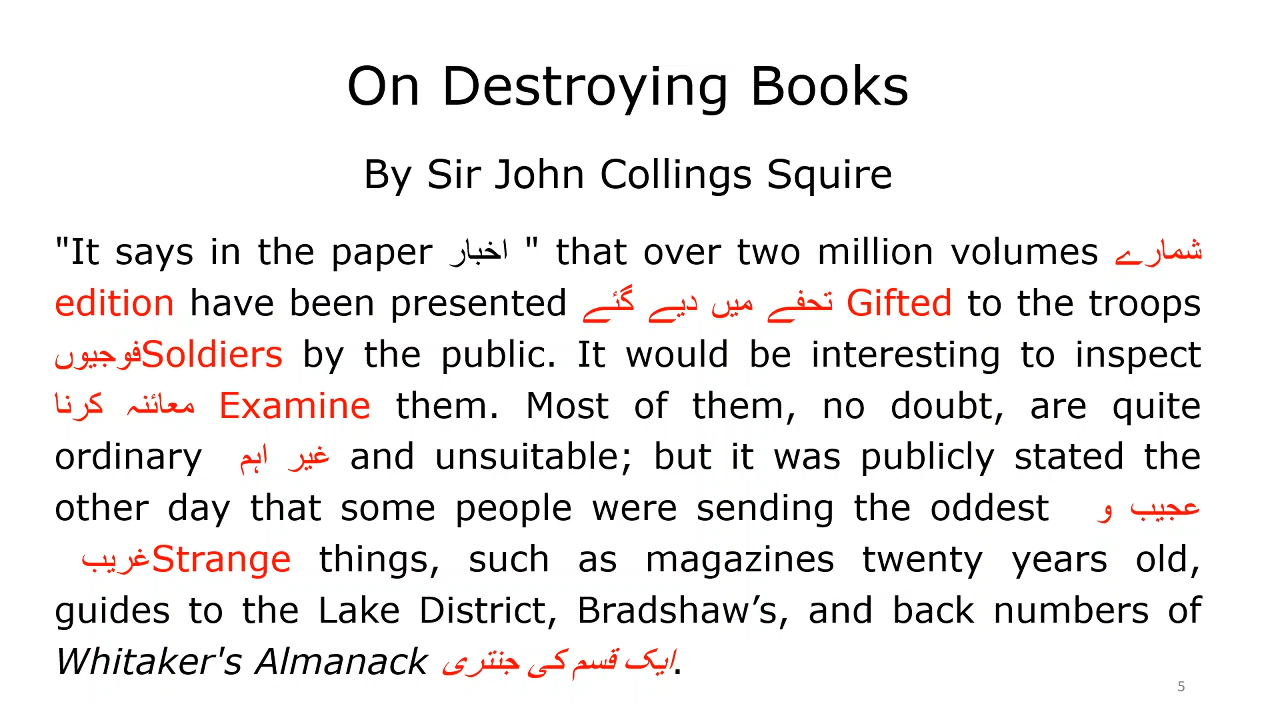 On Destroying Books
By Sir John Collings Squire
"It says in the paper اخبار " that over two million volumes شمارے
edition have been presented تحفے میں دیے گئے Gifted to the troops
فوجیوںSoldiers by the public. It would be interesting to inspect
معائنہ کرنا Examine them. Most of them, no doubt, are quite
ordinary غیر اہم and unsuitable; but it was publicly stated the
other day that some people were sending the oddest عجیب و
غریبStrange things, such as magazines twenty years old,
guides to the Lake District, Bradshaw’s, and back numbers of
Whitaker's Almanack ایک قسم کی جنتری.
5